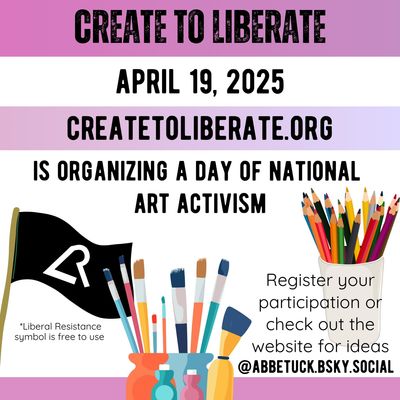 CREATE TO LIBERATE
APRIL 19, 2025
CREATETOLIBERATE.ORG
IS ORGANIZING A DAY OF NATIONAL
ART ACTIVISM
*Liberal Resistance
symbol is free to use
Register your
participation or
check out the
website for ideas
@ABBETUCK.BSKY.SOCIAL